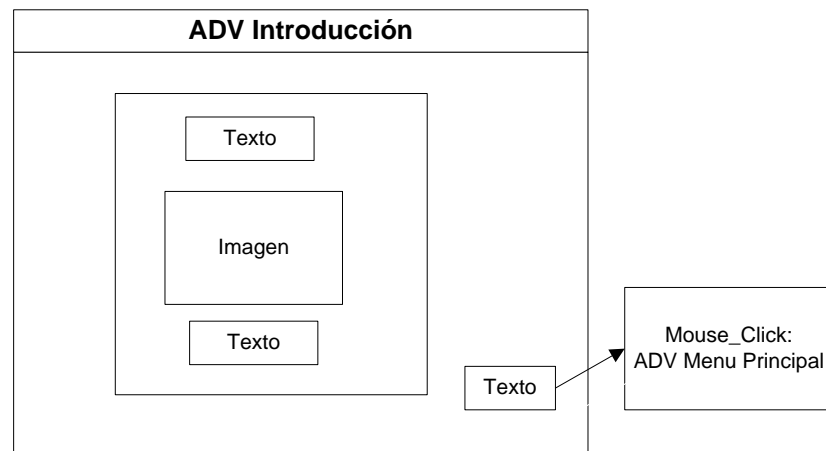 ADV Introducción
Texto
Imagen
Texto
Texto
Mouse_Click:
ADV Menu Principal